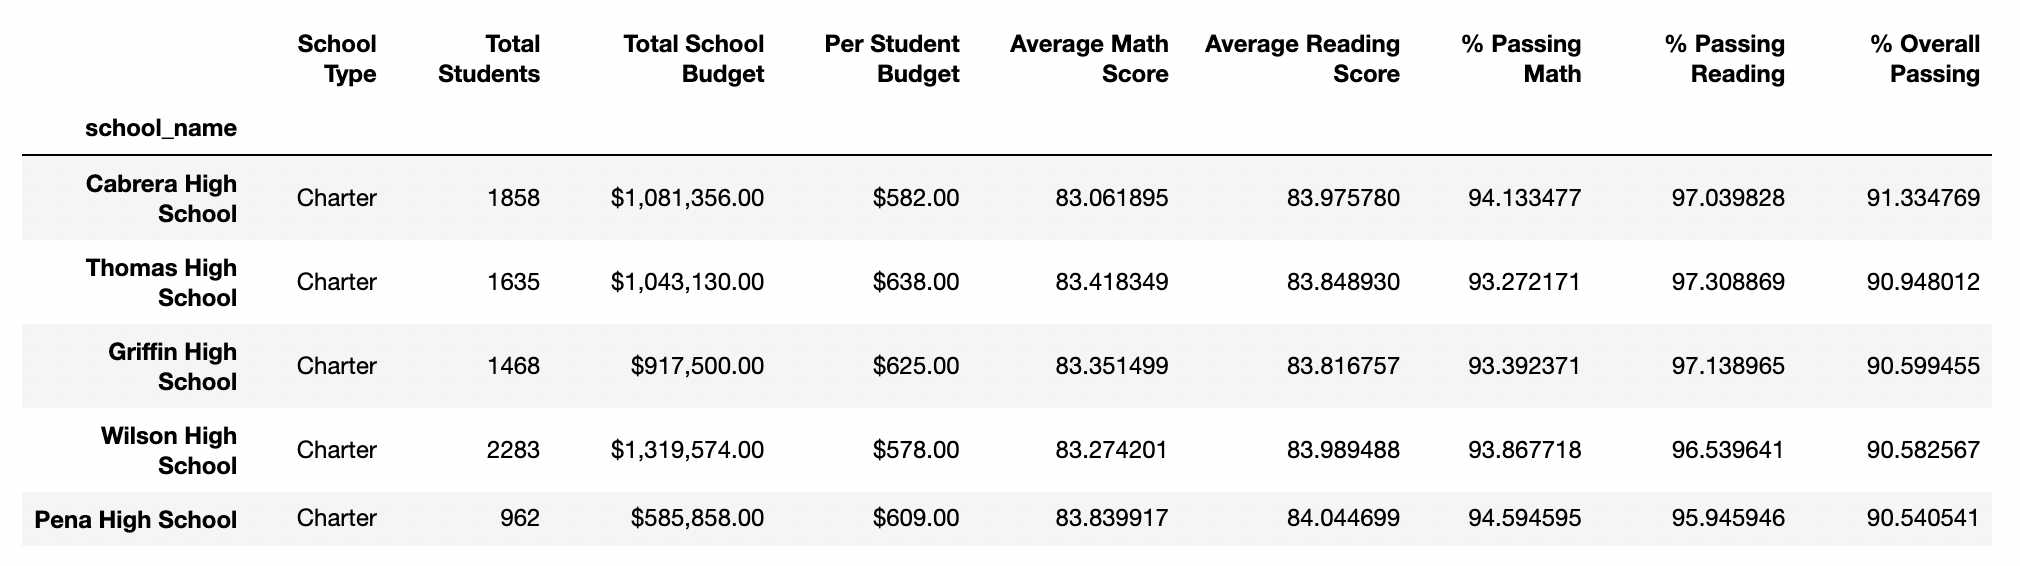 School Type Total Students Total School Budget Per Student Budget Average Math Score Average Reading Score % Passing Math % Passing Reading % Overall Passing
school_name
Cabrera High School Charter 1858 $1,081,356.00 $582.00 83.061895 83.975780 94.133477 97.039828 91.334769
Thomas High School Charter 1635 $1,043,130.00 $638.00 83.418349 83.848930 93.272171 97.308869 90.948012
Griffin High School Charter 1468 $917,500.00 $625.00 83.351499 83.816757 93.392371 97.138965 90.599455
Wilson High School Charter 2283 $1,319,574.00 $578.00 83.274201 83.989488 93.867718 96.539641 90.582567
Pena High School Charter 962 $585,858.00 $609.00 83.839917 84.044699 94.594595 95.945946 90.540541